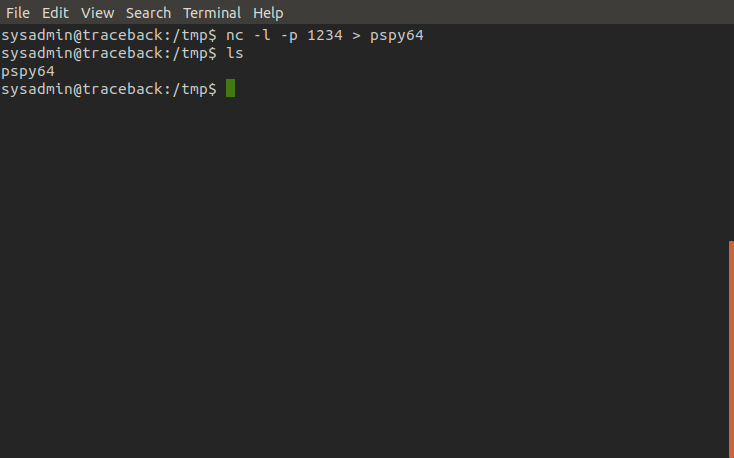 File Edit View Search Terminal Help
sysadmin@traceback:/tmp$ nc -l -p 1234 > pspy64
sysadmin@traceback:/tmp$ ls
pspy64
sysadmin@traceback:/tmp$